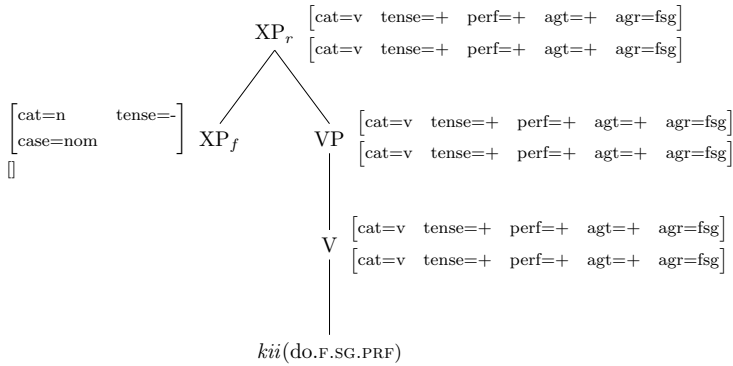 XP_r [cat=v tense=+ perf=+ agt=+ agr=fsg]
[cat=v tense=+ perf=+ agt=+ agr=fsg]
[cat=n tense=-
case=nom]
[]
XP_f
VP [cat=v tense=+ perf=+ agt=+ agr=fsg]
[cat=v tense=+ perf=+ agt=+ agr=fsg]
V [cat=v tense=+ perf=+ agt=+ agr=fsg]
[cat=v tense=+ perf=+ agt=+ agr=fsg]
kii(do.F.SG.PRF)